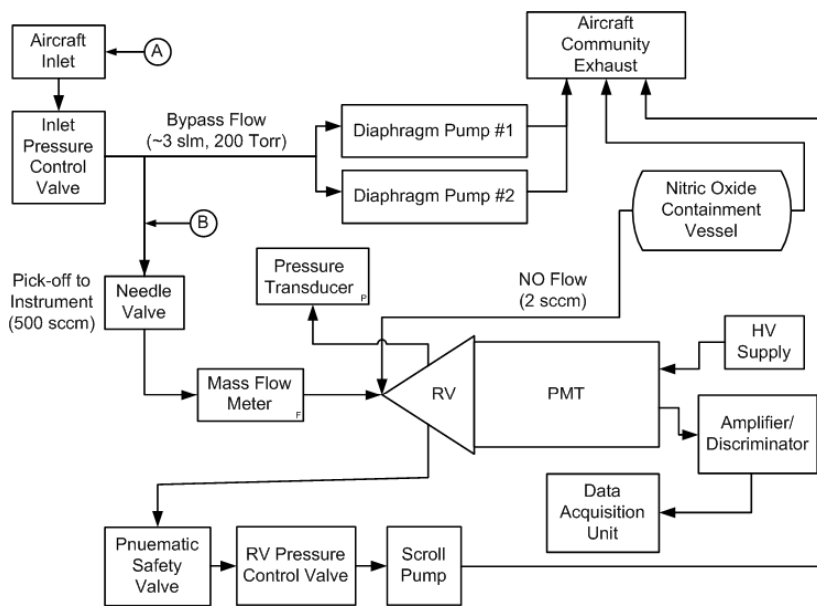 Aircraft
Inlet
A
Aircraft
Community
Exhaust
Inlet
Pressure
Control
Valve
Bypass Flow
(~3 slm, 200 Torr)
Diaphragm Pump #1
Diaphragm Pump #2
Nitric Oxide
Containment
Vessel
B
Pick-off to
Instrument
(500 sccm)
Needle
Valve
Pressure
Transducer
P
NO Flow
(2 sccm)
HV
Supply
Mass Flow
Meter
F
RV
PMT
Amplifier/
Discriminator
Data
Acquisition
Unit
Pnuematic
Safety
Valve
RV Pressure
Control Valve
Scroll
Pump